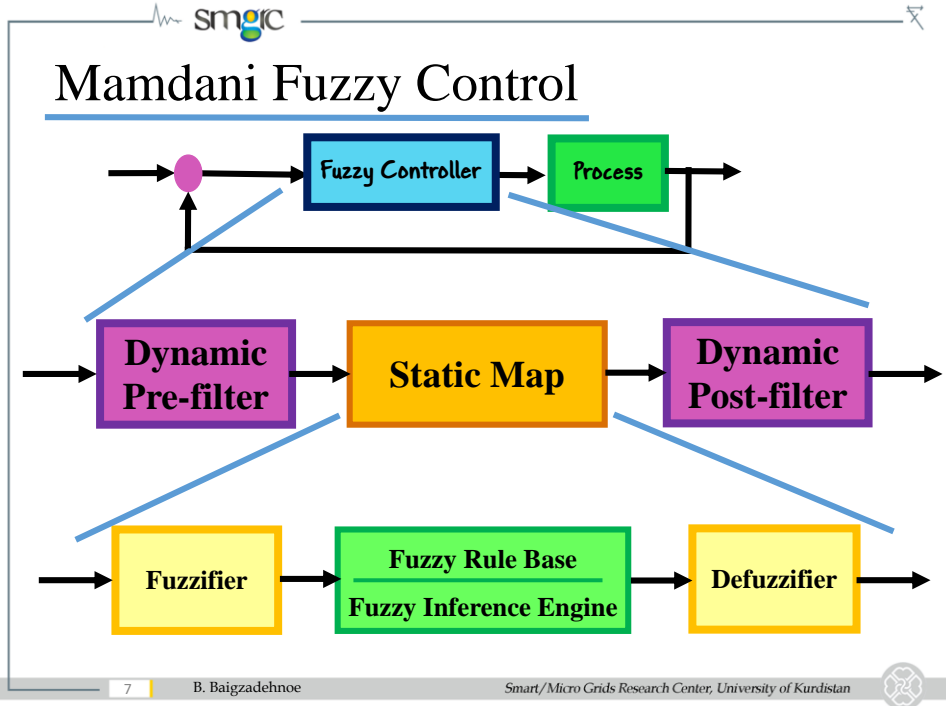 smgrc
Mamdani Fuzzy Control
Fuzzy Controller
Process
Dynamic
Pre-filter
Static Map
Dynamic
Post-filter
Fuzzifier
Fuzzy Rule Base
Fuzzy Inference Engine
Defuzzifier
7
B. Baigzadehnoe
Smart/Micro Grids Research Center, University of Kurdistan